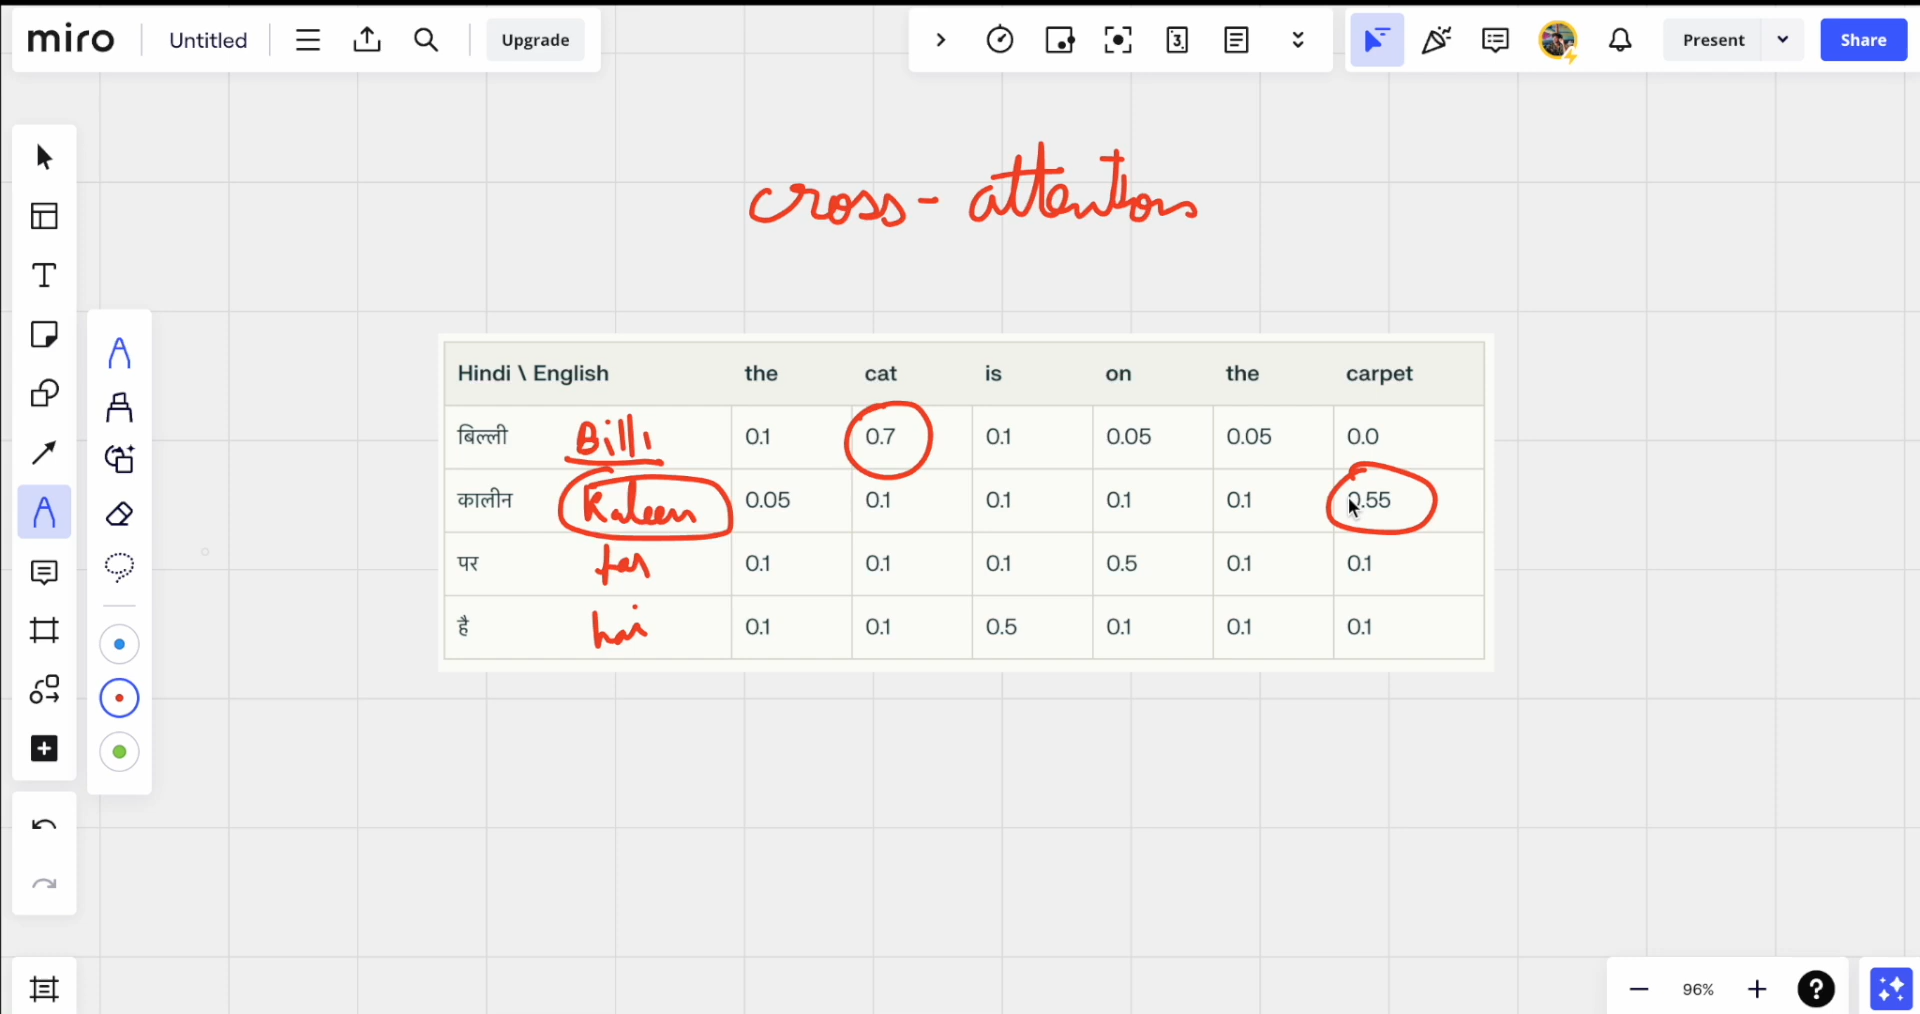 miro Untitled Upgrade Present Share
cross-attention
Hindi \ English the cat is on the carpet
बिल्ली Billi 0.1 0.7 0.1 0.05 0.05 0.0
कालीन Kaleen 0.05 0.1 0.1 0.1 0.1 0.55
पर par 0.1 0.1 0.1 0.5 0.1 0.1
है hai 0.1 0.1 0.5 0.1 0.1 0.1
96%